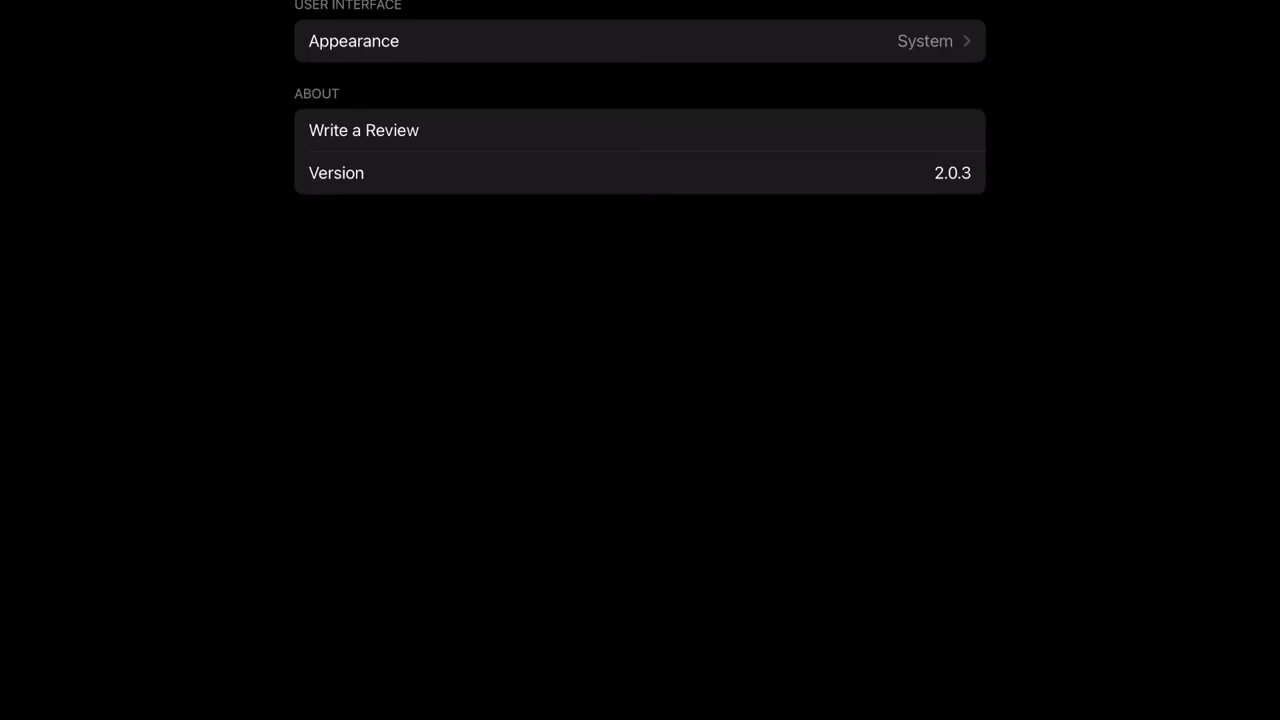 USER INTERFACE
Appearance System
ABOUT
Write a Review
Version 2.0.3